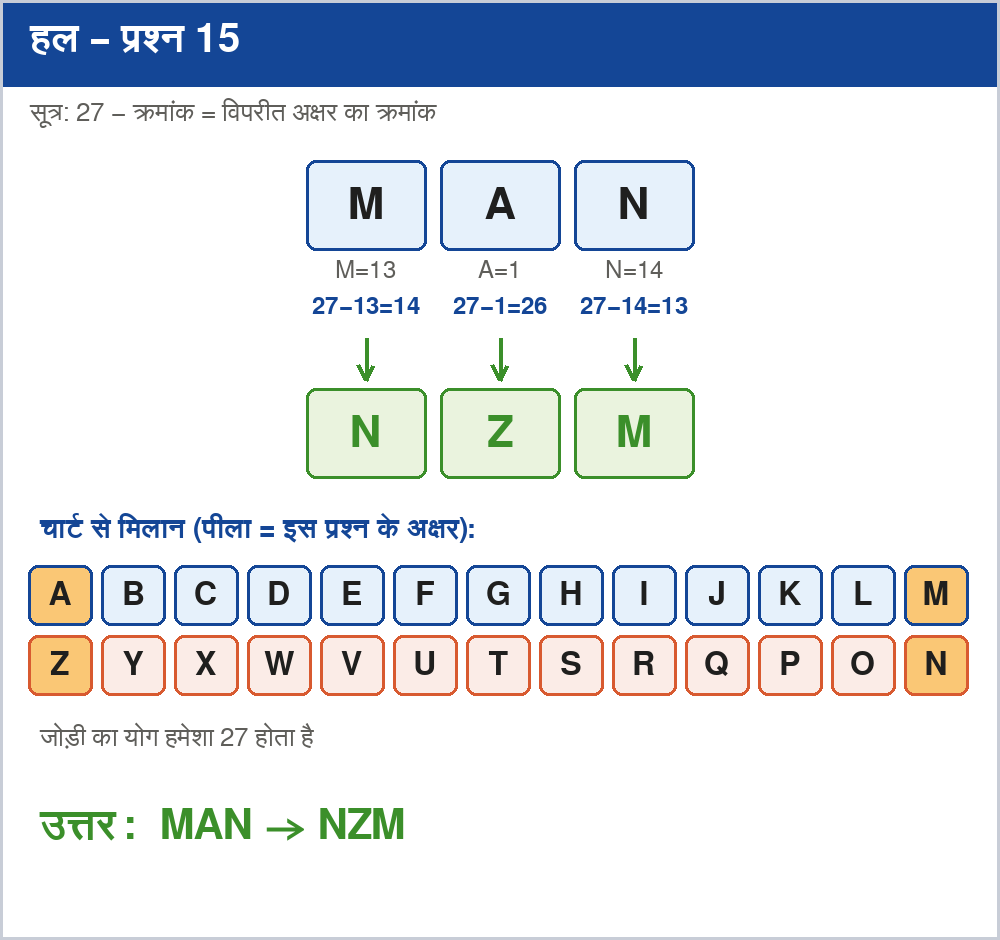 हल – प्रश्न 15
सूत्र: 27 – क्रमांक = विपरीत अक्षर का क्रमांक
M A N
M=13 A=1 N=14
27–13=14 27–1=26 27–14=13
N Z M
चार्ट से मिलान (पीला = इस प्रश्न के अक्षर):
A B C D E F G H I J K L M
Z Y X W V U T S R Q P O N
जोड़ी का योग हमेशा 27 होता है
उत्तर : MAN → NZM